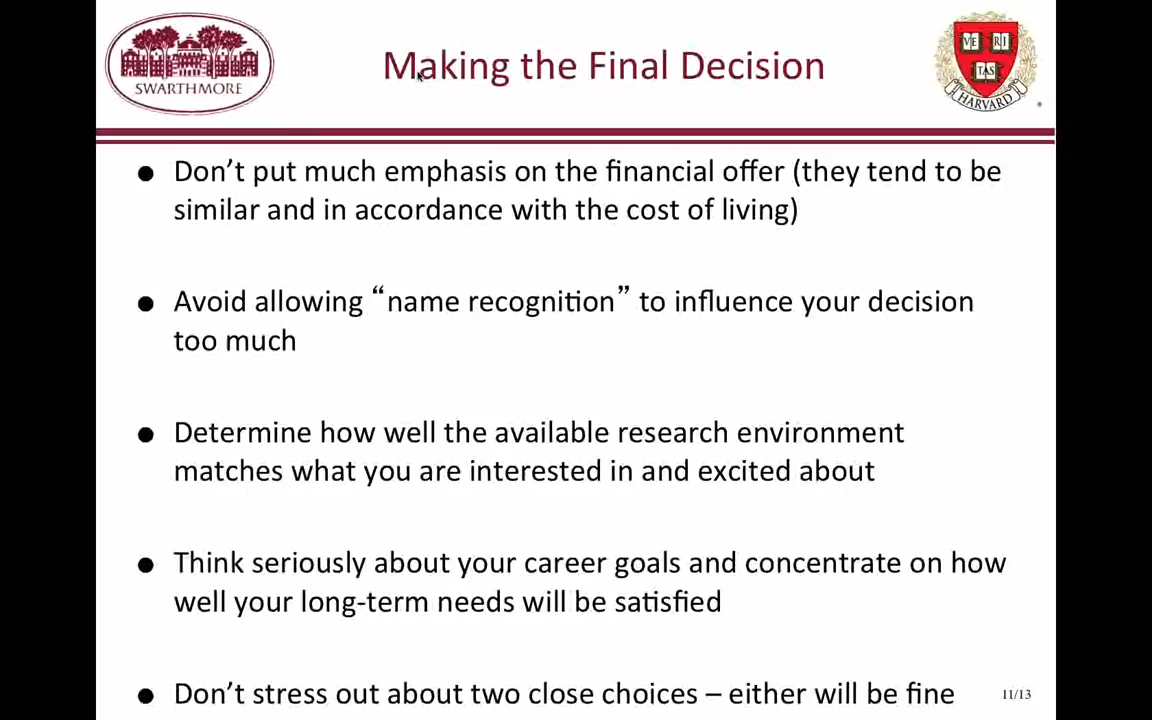 SWARTHMORE
Making the Final Decision
VE RI
TAS
HARVARD
● Don’t put much emphasis on the financial offer (they tend to be
similar and in accordance with the cost of living)
● Avoid allowing “name recognition” to influence your decision
too much
● Determine how well the available research environment
matches what you are interested in and excited about
● Think seriously about your career goals and concentrate on how
well your long-term needs will be satisfied
● Don’t stress out about two close choices – either will be fine
11/13